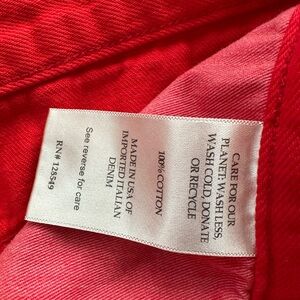 CARE FOR OUR
PLANET: WASH LESS,
WASH COLD, DONATE
OR RECYCLE
100% COTTON
MADE IN USA OF
IMPORTED ITALIAN
DENIM
See reverse for care
RN# 128549